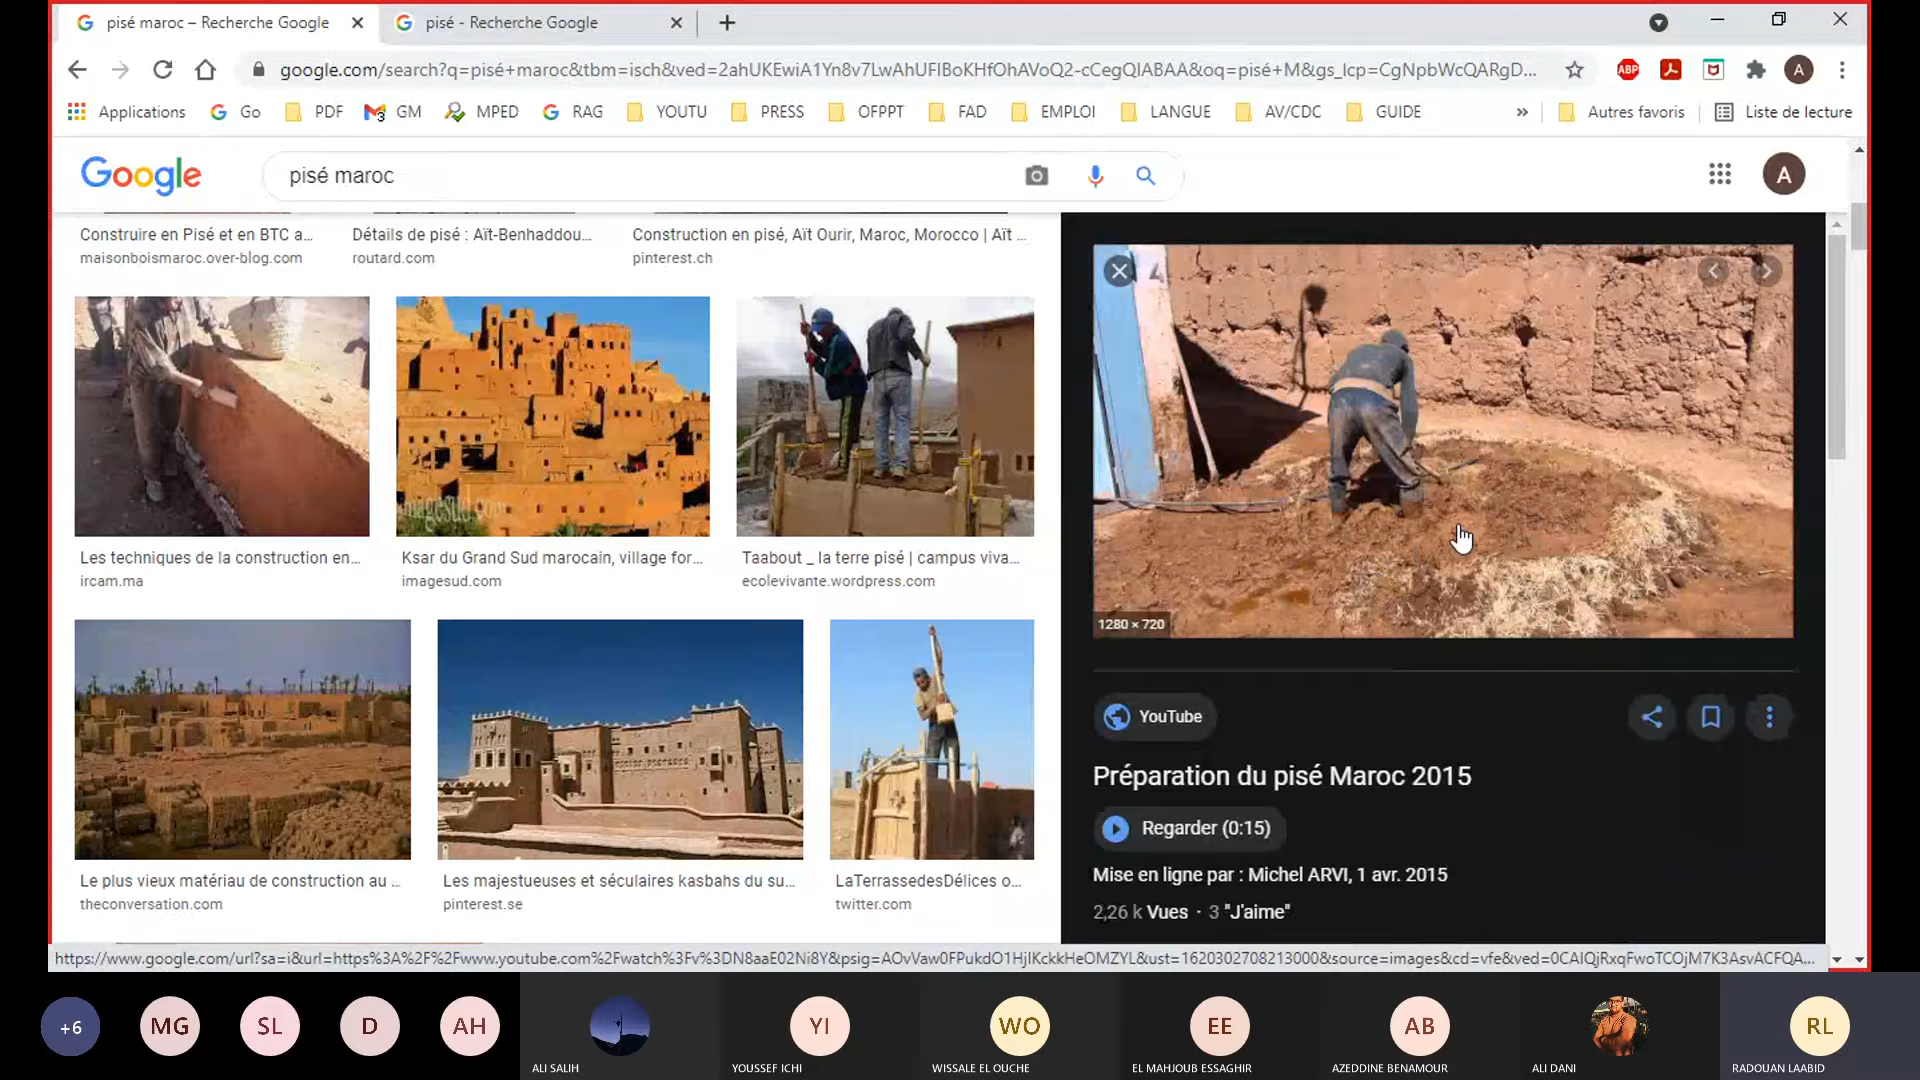 pisé maroc – Recherche Google
pisé - Recherche Google
google.com/search?q=pisé+maroc&tbm=isch&ved=2ahUKEwiA1Yn8v7LwAhUFIBoKHfOhAVoQ2-cCegQIABAA&oq=pisé+M&gs_lcp=CgNpbWcQARgD...
Applications Go PDF GM MPED RAG YOUTU PRESS OFPPT FAD EMPLOI LANGUE AV/CDC GUIDE » Autres favoris Liste de lecture
Google
pisé maroc
A
Construire en Pisé et en BTC a...
maisonboismaroc.over-blog.com
Détails de pisé : Aït-Benhaddou...
routard.com
Construction en pisé, Aït Ourir, Maroc, Morocco | Aït ...
pinterest.ch
Les techniques de la construction en...
ircam.ma
Ksar du Grand Sud marocain, village for...
imagesud.com
Taabout _ la terre pisé | campus viva...
ecolevivante.wordpress.com
Le plus vieux matériau de construction au ...
theconversation.com
Les majestueuses et séculaires kasbahs du su...
pinterest.se
LaTerrassedesDélices o...
twitter.com
1280 × 720
YouTube
Préparation du pisé Maroc 2015
Regarder (0:15)
Mise en ligne par : Michel ARVI, 1 avr. 2015
2,26 k Vues · 3 "J'aime"
https://www.google.com/url?sa=i&url=https%3A%2F%2Fwww.youtube.com%2Fwatch%3Fv%3DN8aaE02Ni8Y&psig=AOvVaw0FPukdO1HjIKckkHeOMZYL&ust=1620302708213000&source=images&cd=vfe&ved=0CAIQjRxqFwoTCOjM7K3AsvACFQA...
+6 MG SL D AH YI WO EE AB RL
ALI SALIH YOUSSEF ICHI WISSALE EL OUCHE EL MAHJOUB ESSAGHIR AZEDDINE BENAMOUR ALI DANI RADOUAN LAABID